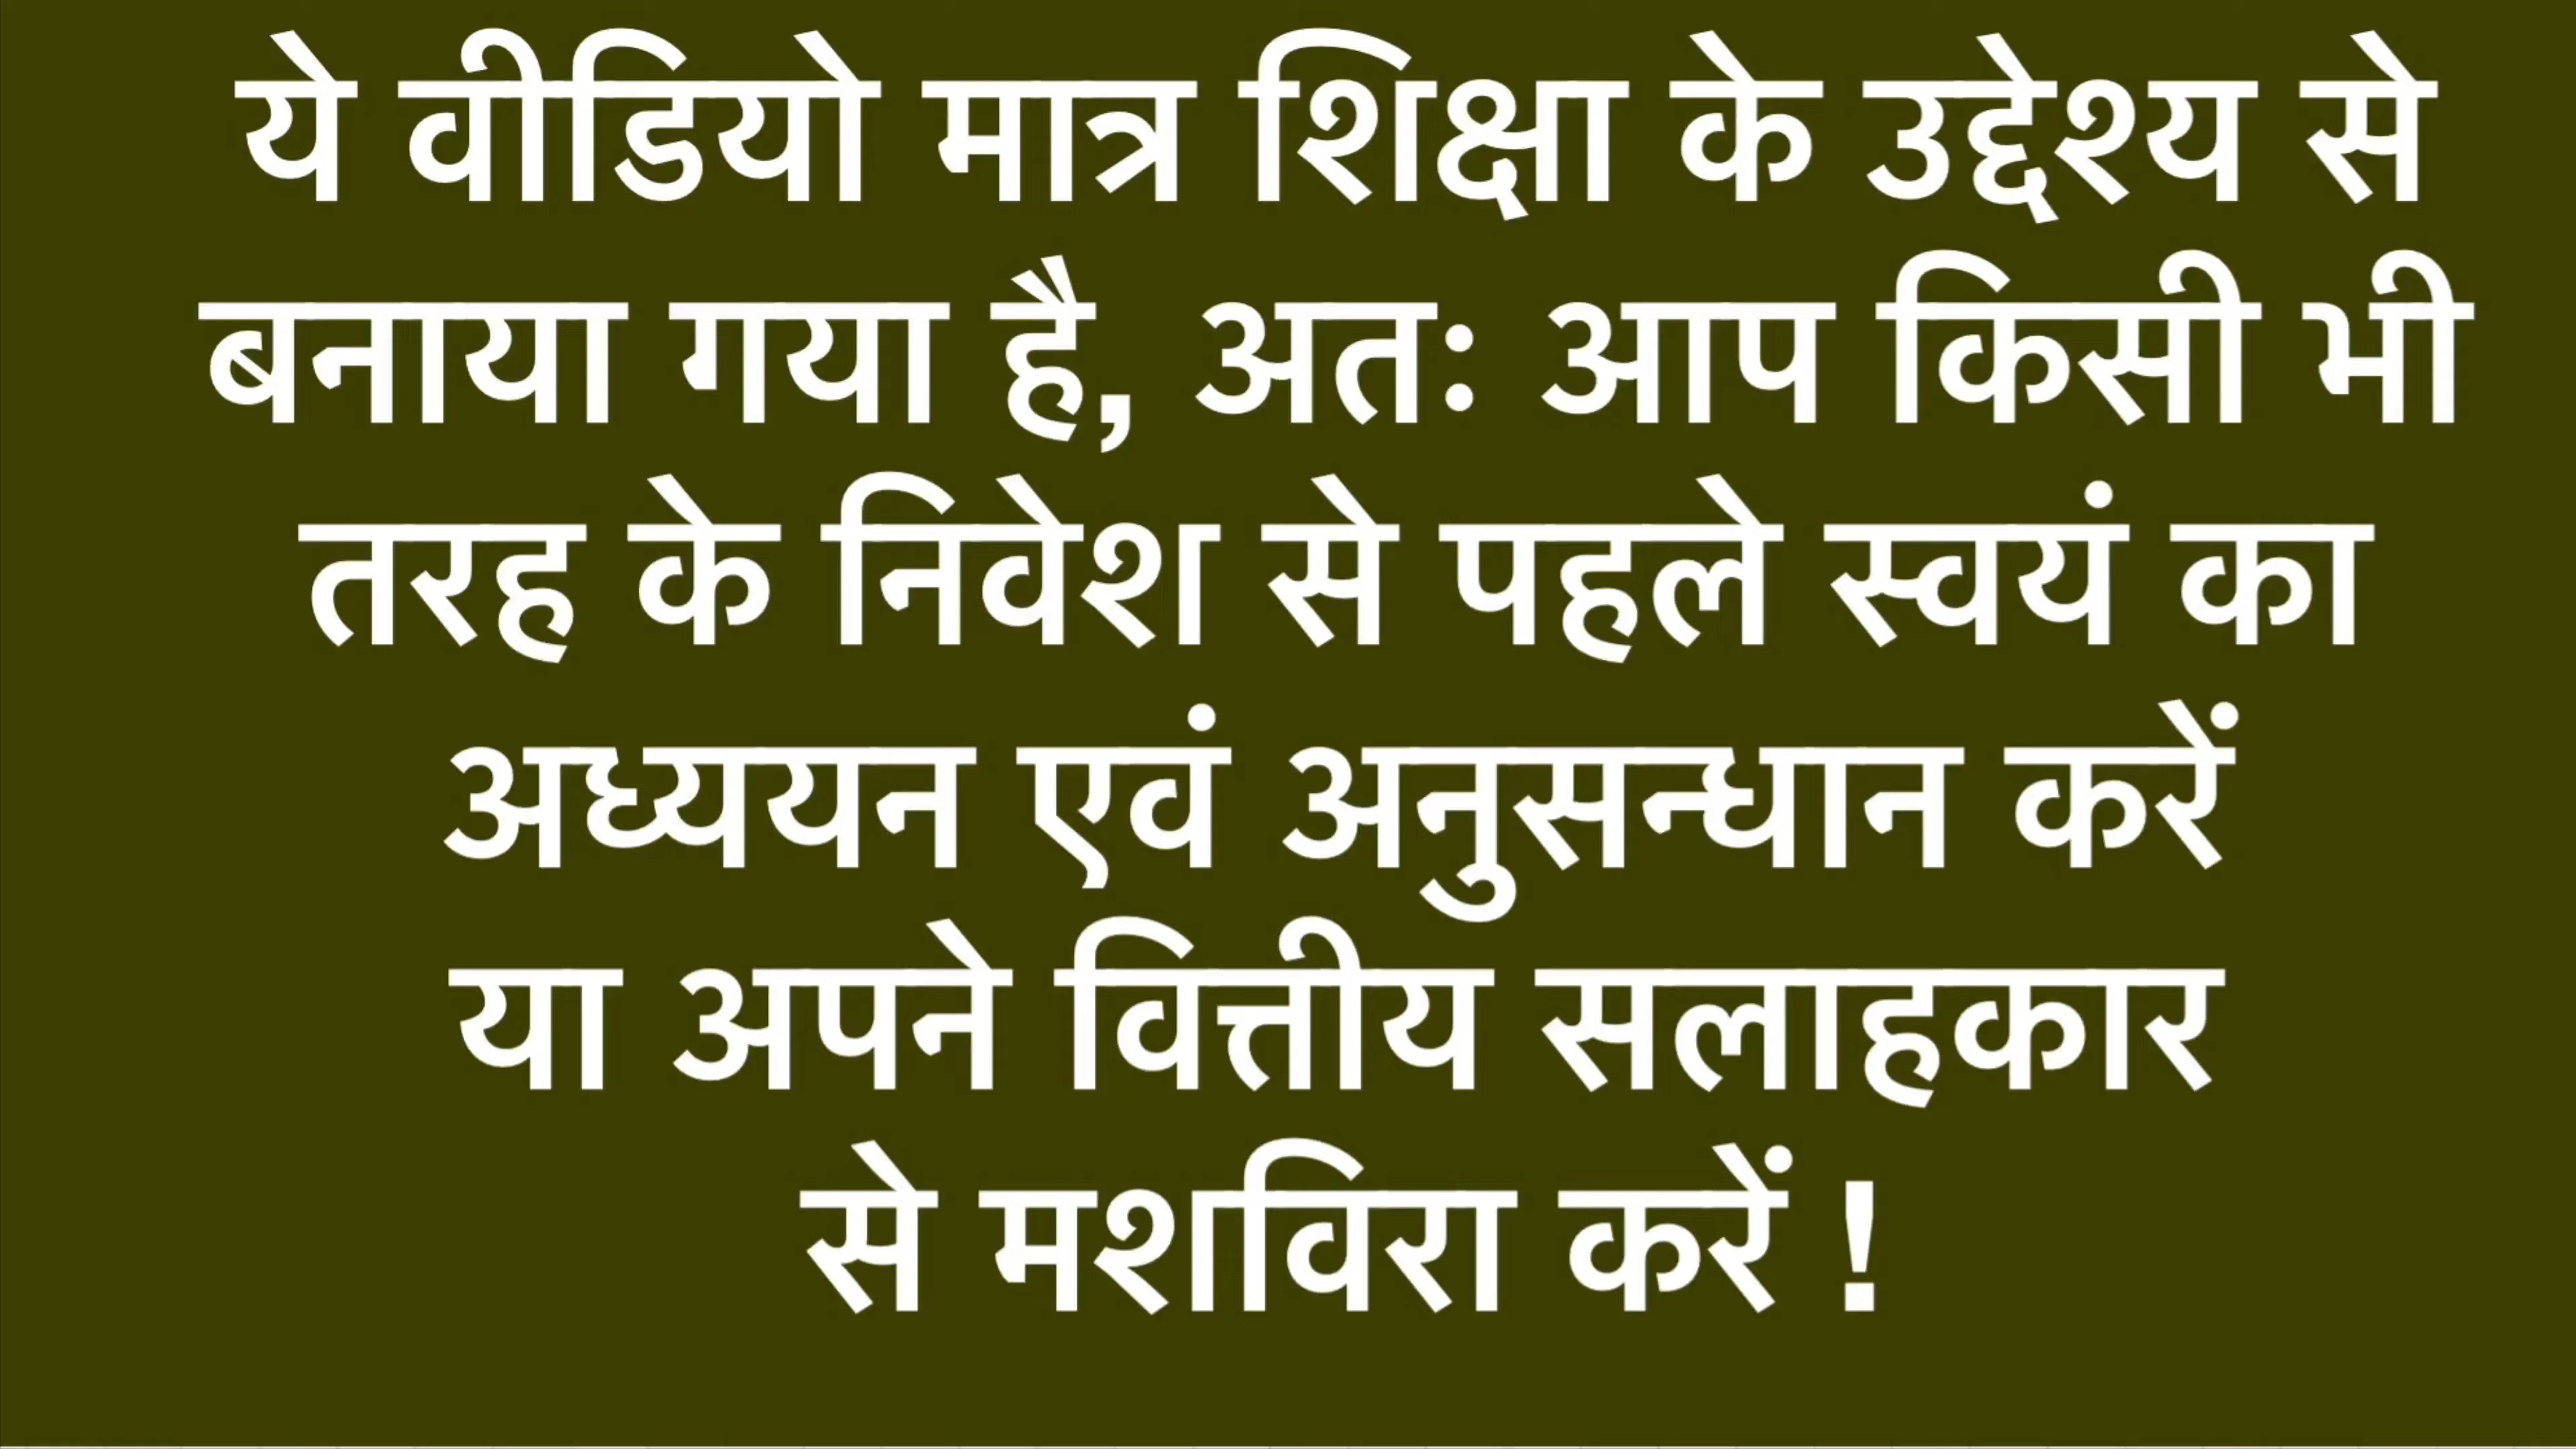 ये वीडियो मात्र शिक्षा के उद्देश्य से
बनाया गया है, अतः आप किसी भी
तरह के निवेश से पहले स्वयं का
अध्ययन एवं अनुसन्धान करें
या अपने वित्तीय सलाहकार
से मशविरा करें !